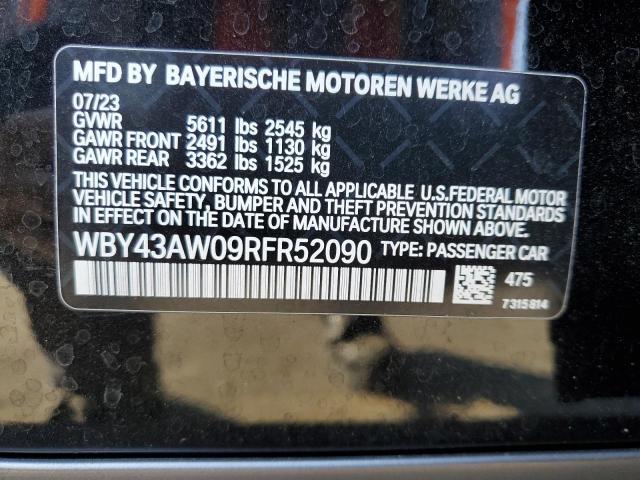 MFD BY BAYERISCHE MOTOREN WERKE AG
07/23
GVWR 5611 lbs 2545 kg
GAWR FRONT 2491 lbs 1130 kg
GAWR REAR 3362 lbs 1525 kg
THIS VEHICLE CONFORMS TO ALL APPLICABLE U.S.FEDERAL MOTOR
VEHICLE SAFETY, BUMPER AND THEFT PREVENTION STANDARDS
IN EFFECT ON THE DATE OF MANUFACTURE SHOWN ABOVE.
WBY43AW09RFR52090 TYPE: PASSENGER CAR
475
7315814